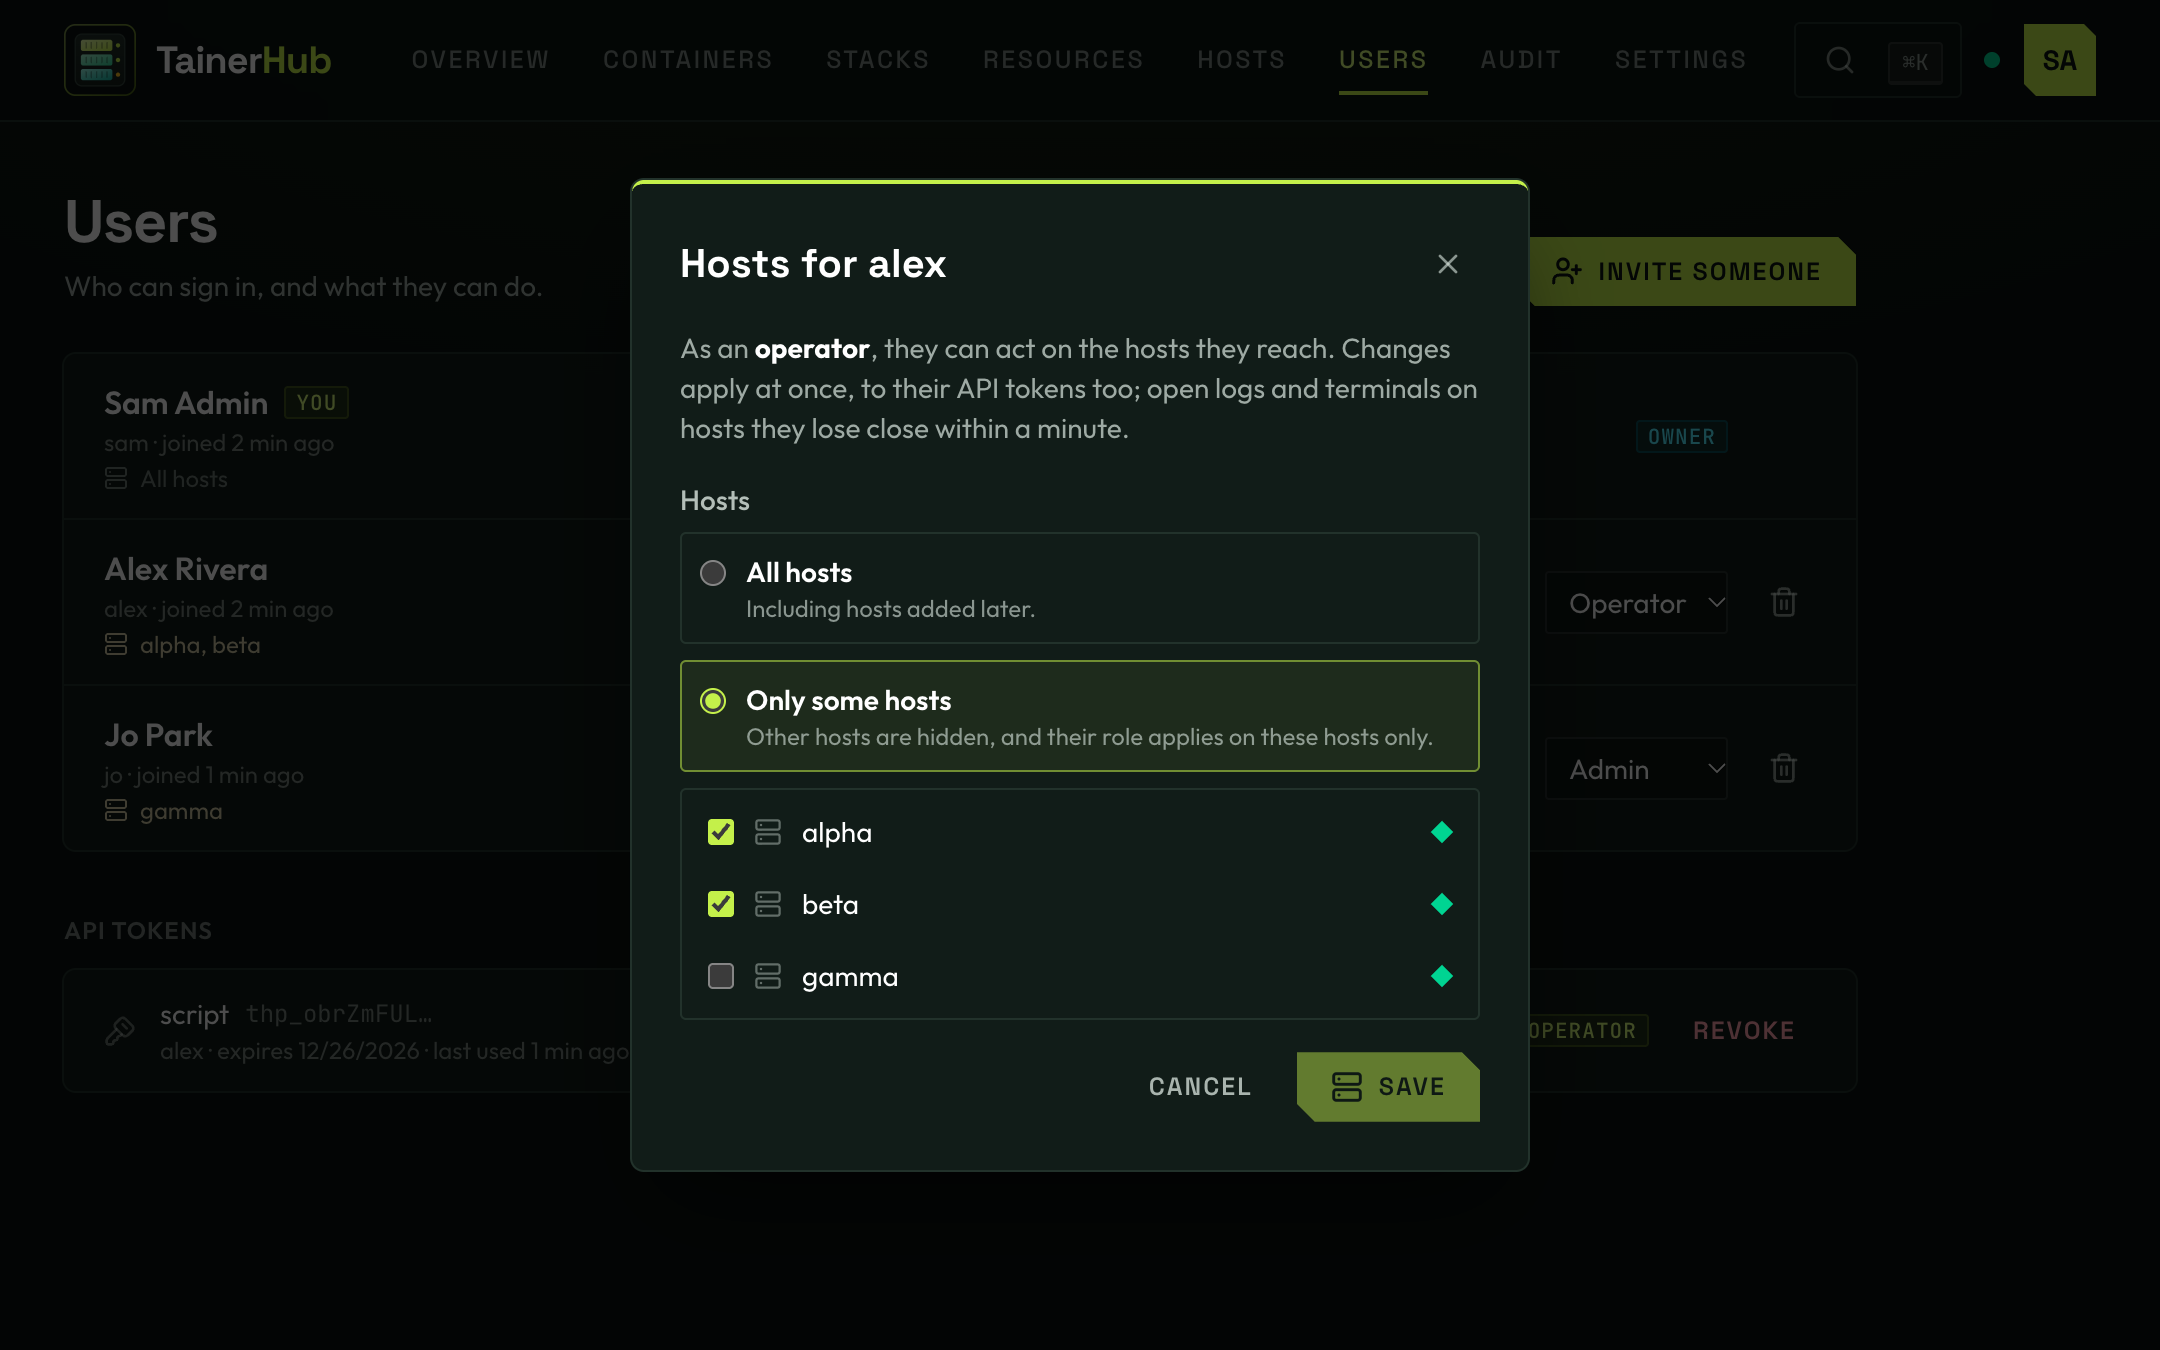 TainerHub
OVERVIEW
CONTAINERS
STACKS
RESOURCES
HOSTS
USERS
AUDIT
SETTINGS
⌘K
SA
Users
Who can sign in, and what they can do.
INVITE SOMEONE
Sam Admin YOU
sam · joined 2 min ago
All hosts
OWNER
Alex Rivera
alex · joined 2 min ago
alpha, beta
Operator
Jo Park
jo · joined 1 min ago
gamma
Admin
API TOKENS
script thp_obrZmFUL…
alex · expires 12/26/2026 · last used 1 min ago
OPERATOR
REVOKE
Hosts for alex
As an operator, they can act on the hosts they reach. Changes
apply at once, to their API tokens too; open logs and terminals on
hosts they lose close within a minute.
Hosts
All hosts
Including hosts added later.
Only some hosts
Other hosts are hidden, and their role applies on these hosts only.
alpha
beta
gamma
CANCEL
SAVE